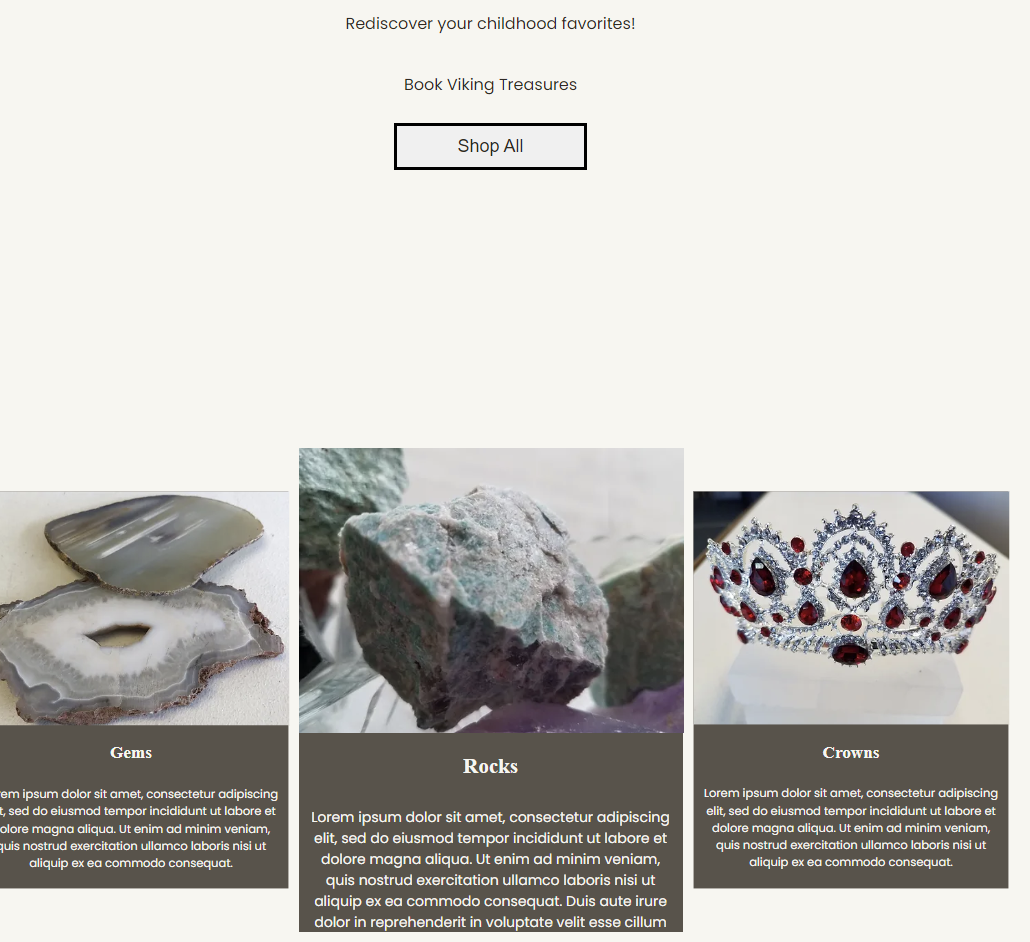 Rediscover your childhood favorites!
Book Viking Treasures
Shop All
Gems
rem ipsum dolor sit amet, consectetur adipiscing
t, sed do eiusmod tempor incididunt ut labore et
olore magna aliqua. Ut enim ad minim veniam,
quis nostrud exercitation ullamco laboris nisi ut
aliquip ex ea commodo consequat.
Rocks
Lorem ipsum dolor sit amet, consectetur adipiscing
elit, sed do eiusmod tempor incididunt ut labore et
dolore magna aliqua. Ut enim ad minim veniam,
quis nostrud exercitation ullamco laboris nisi ut
aliquip ex ea commodo consequat. Duis aute irure
dolor in reprehenderit in voluptate velit esse cillum
Crowns
Lorem ipsum dolor sit amet, consectetur adipiscing
elit, sed do eiusmod tempor incididunt ut labore et
dolore magna aliqua. Ut enim ad minim veniam,
quis nostrud exercitation ullamco laboris nisi ut
aliquip ex ea commodo consequat.